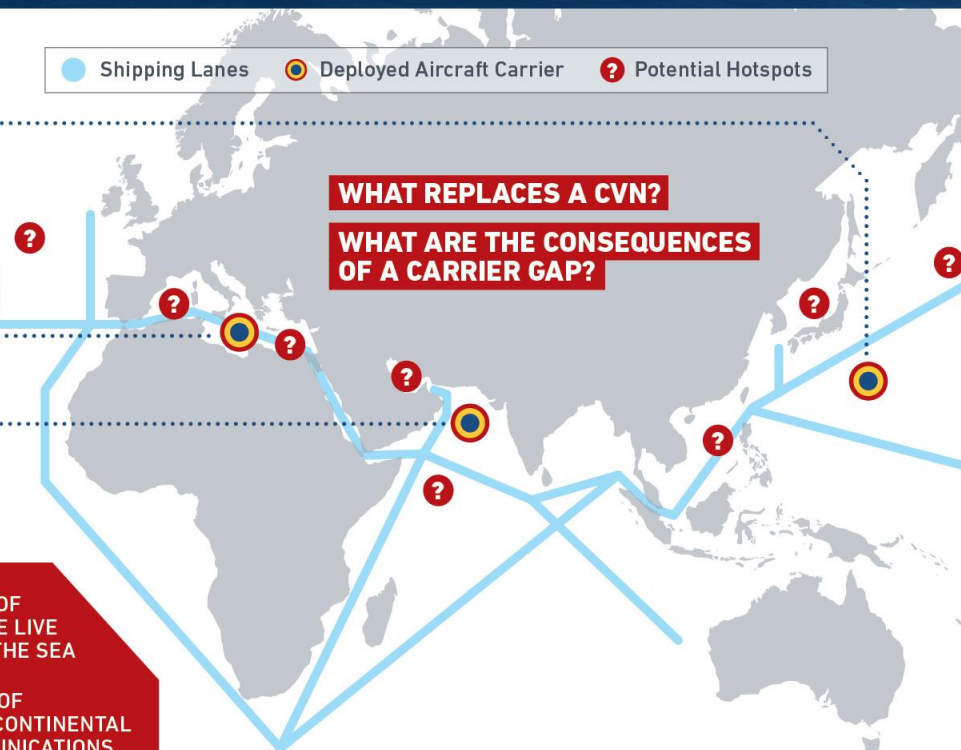 Shipping Lanes
Deployed Aircraft Carrier
? Potential Hotspots
WHAT REPLACES A CVN?
WHAT ARE THE CONSEQUENCES
OF A CARRIER GAP?
?
?
?
?
?
?
?
?
OF
LIVE
THE SEA
OF
CONTINENTAL